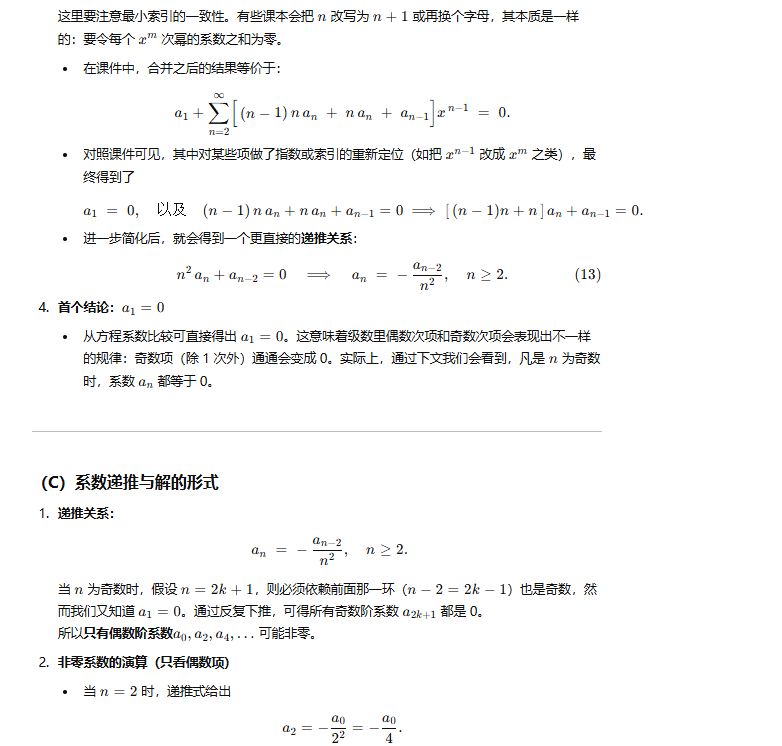 这里要注意最小索引的一致性。有些课本会把 n 改写为 n + 1 或再换个字母，其本质是一样
的：要令每个 x^m 次幂的系数之和为零。
• 在课件中，合并之后的结果等价于：
a_1 + \sum_{n=2}^{\infty} [(n − 1) n a_n + n a_n + a_{n−1}] x^{n−1} = 0.
• 对照课件可见，其中对某些项做了指数或索引的重新定位（如把 x^{n−1} 改成 x^m 之类），最
终得到了
a_1 = 0, 以及 (n − 1) n a_n + n a_n + a_{n−1} = 0 ⟹ [(n − 1)n + n] a_n + a_{n−1} = 0.
• 进一步简化后，就会得到一个更直接的递推关系：
n^2 a_n + a_{n−2} = 0 ⟹ a_n = − \frac{a_{n−2}}{n^2}, n ≥ 2. (13)
4. 首个结论：a_1 = 0
• 从方程系数比较可直接得出 a_1 = 0。这意味着级数里偶数次项和奇数次项会表现出不一样
的规律：奇数项（除 1 次外）通通会变成 0。实际上，通过下文我们会看到，凡是 n 为奇数
时，系数 a_n 都等于 0。
（C）系数递推与解的形式
1. 递推关系：
a_n = − \frac{a_{n−2}}{n^2}, n ≥ 2.
当 n 为奇数时，假设 n = 2k + 1，则必须依赖前面那一环（n − 2 = 2k − 1）也是奇数，然
而我们又知道 a_1 = 0。通过反复下推，可得所有奇数阶系数 a_{2k+1} 都是 0。
所以只有偶数阶系数a_0, a_2, a_4, … 可能非零。
2. 非零系数的演算（只看偶数项）
• 当 n = 2 时，递推式给出
a_2 = − \frac{a_0}{2^2} = − \frac{a_0}{4}.